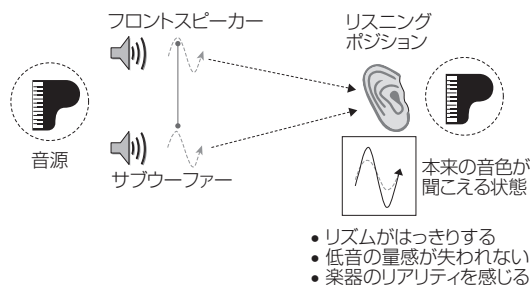 フロントスピーカー
リスニング
ポジション
音源
サブウーファー
本来の音色が
聞こえる状態
• リズムがはっきりする
• 低音の量感が失われない
• 楽器のリアリティを感じる